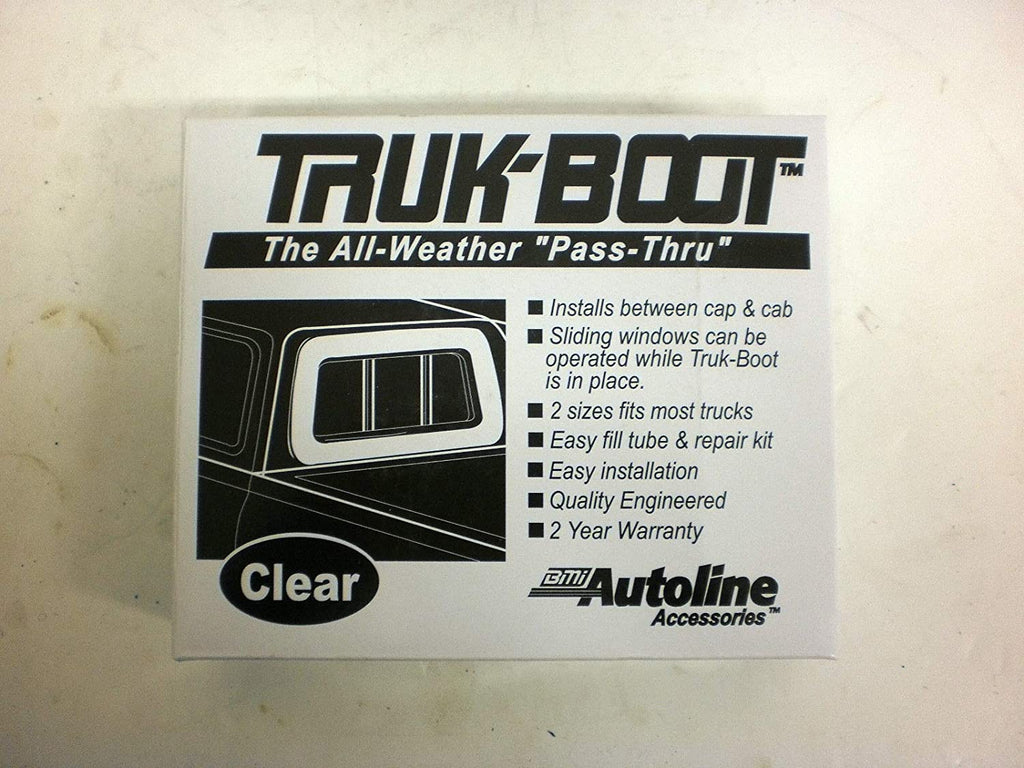 TRUK-BOOT™
The All-Weather "Pass-Thru"
■ Installs between cap & cab
■ Sliding windows can be
operated while Truk-Boot
is in place.
■ 2 sizes fits most trucks
■ Easy fill tube & repair kit
■ Easy installation
■ Quality Engineered
■ 2 Year Warranty
Clear
BMi Autoline
Accessories™